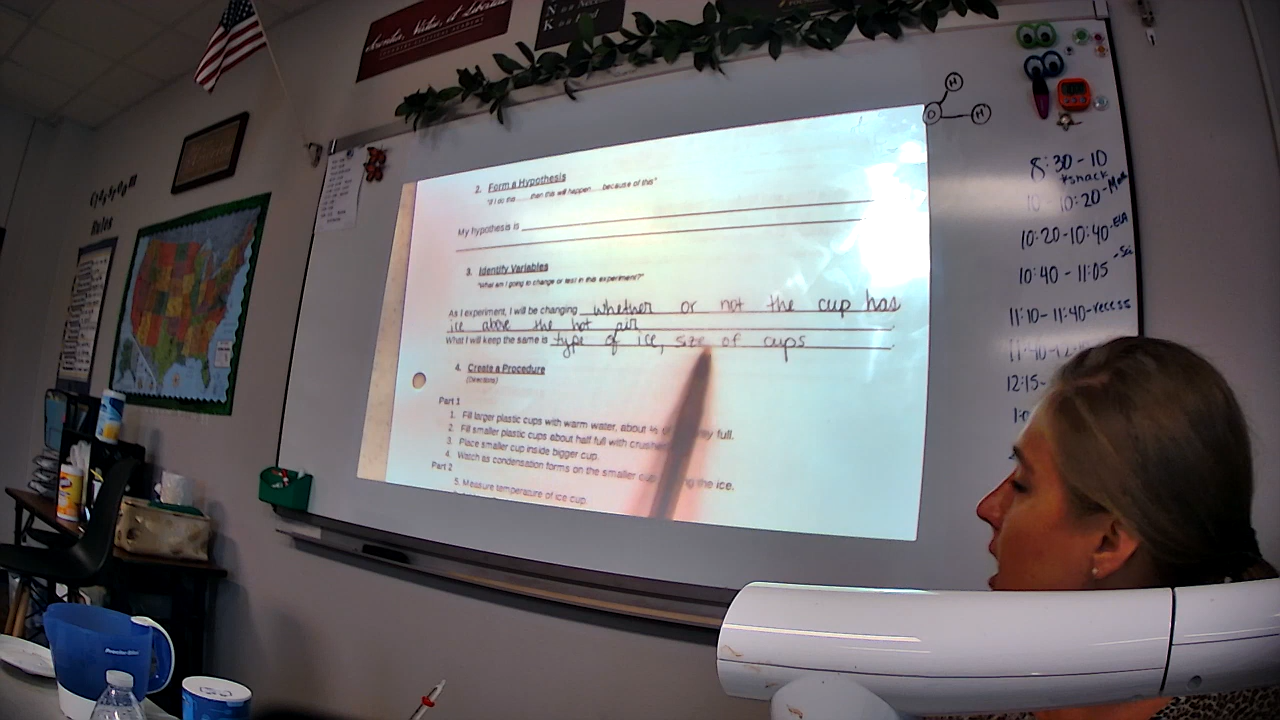 2. Form a Hypothesis
"If I do this ..... then this will happen ..... because of this"
My hypothesis is
3. Identify Variables
"What am I going to change or test in this experiment?"
As I experiment, I will be changing whether or not the cup has
ice above the hot air
What I will keep the same is type of ice, size of cups
4. Create a Procedure
(Directions)
Part 1
1. Fill larger plastic cups with warm water, about full.
2. Fill smaller plastic cups about half full with
3. Place smaller cup inside bigger cup.
4. Watch as condensation forms on the smaller the ice.
Part 2
5. Measure temperature of ice cup.
H
O H
8:30-10
*snack
10 10:20-
10:20-10:40-ELA
10:40-11:05-Sci
11:10-11:40-recess
12:15-
Rules